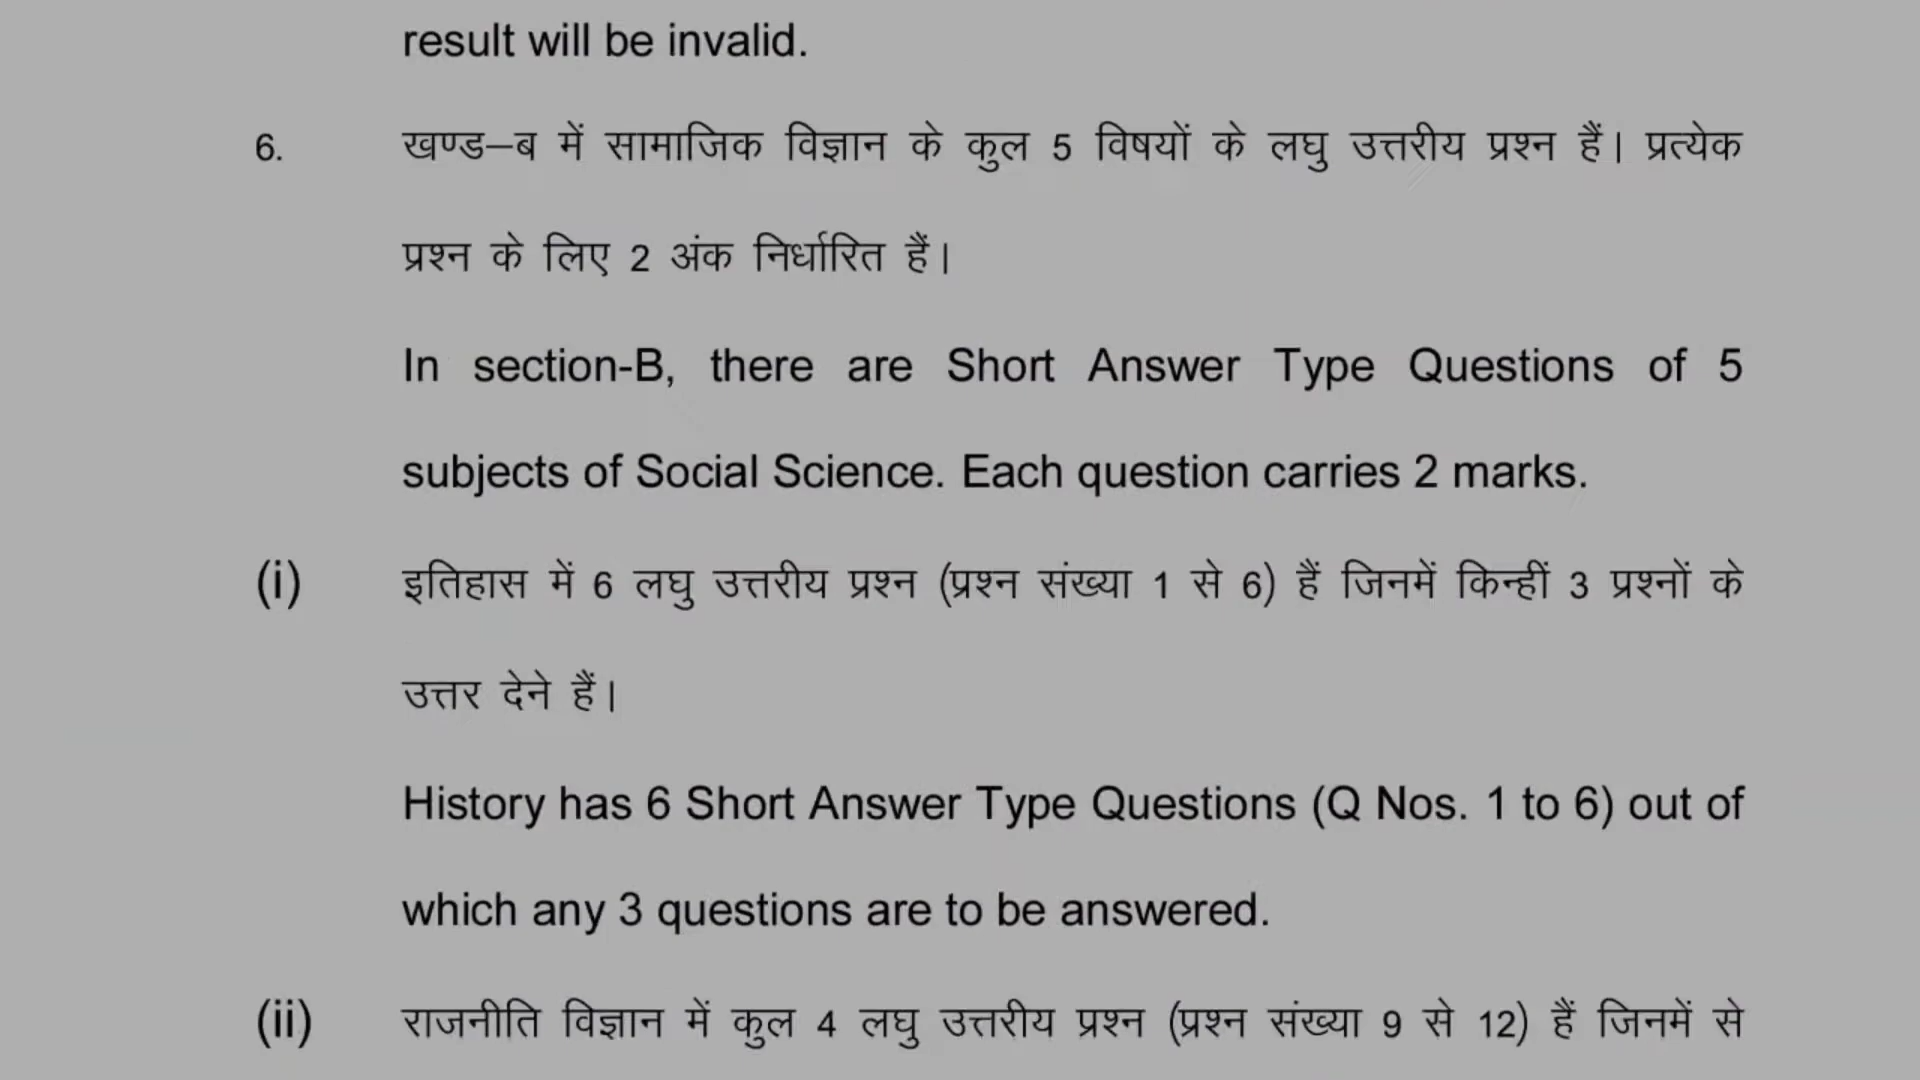 result will be invalid.
6. खण्ड–ब में सामाजिक विज्ञान के कुल 5 विषयों के लघु उत्तरीय प्रश्न हैं। प्रत्येक
प्रश्न के लिए 2 अंक निर्धारित हैं।
In section-B, there are Short Answer Type Questions of 5
subjects of Social Science. Each question carries 2 marks.
(i) इतिहास में 6 लघु उत्तरीय प्रश्न (प्रश्न संख्या 1 से 6) हैं जिनमें किन्हीं 3 प्रश्नों के
उत्तर देने हैं।
History has 6 Short Answer Type Questions (Q Nos. 1 to 6) out of
which any 3 questions are to be answered.
(ii) राजनीति विज्ञान में कुल 4 लघु उत्तरीय प्रश्न (प्रश्न संख्या 9 से 12) हैं जिनमें से